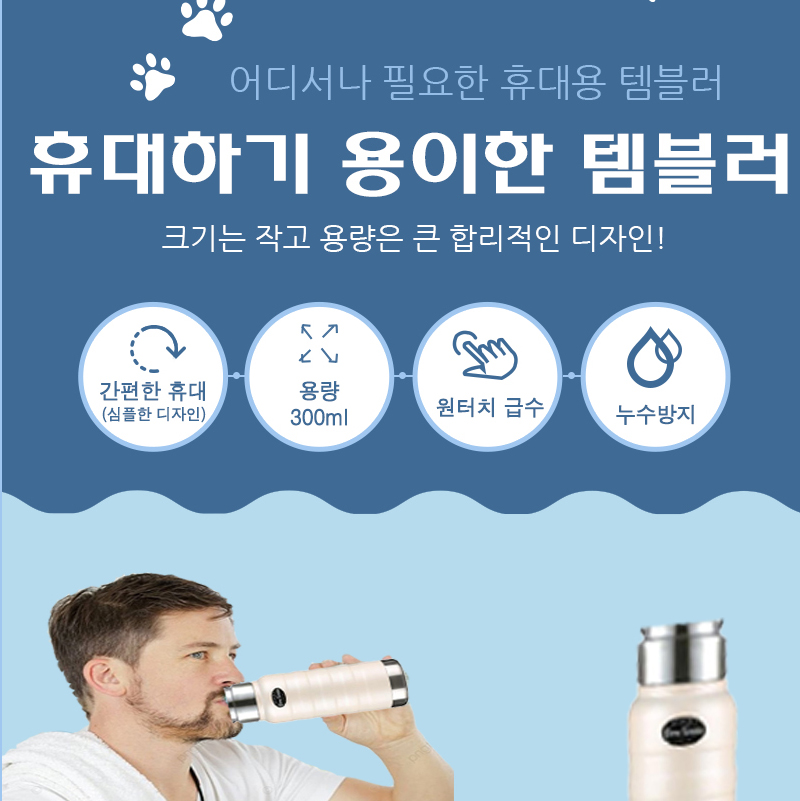 어디서나 필요한 휴대용 템블러
휴대하기 용이한 템블러
크기는 작고 용량은 큰 합리적인 디자인!
간편한 휴대
(심플한 디자인)
용량
300ml
원터치 급수
누수방지